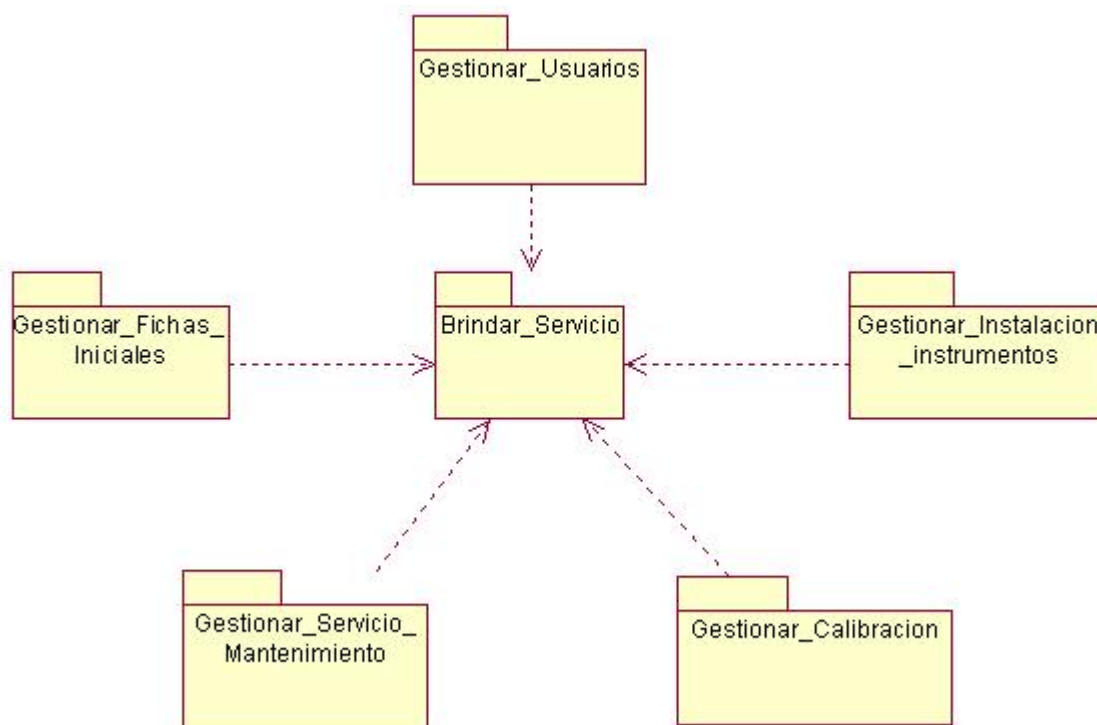 Gestionar_Usuarios
Gestionar_Fichas_
Iniciales
Brindar_Servicio
Gestionar_Instalacion
_instrumentos
Gestionar_Servicio_
Mantenimiento
Gestionar_Calibracion